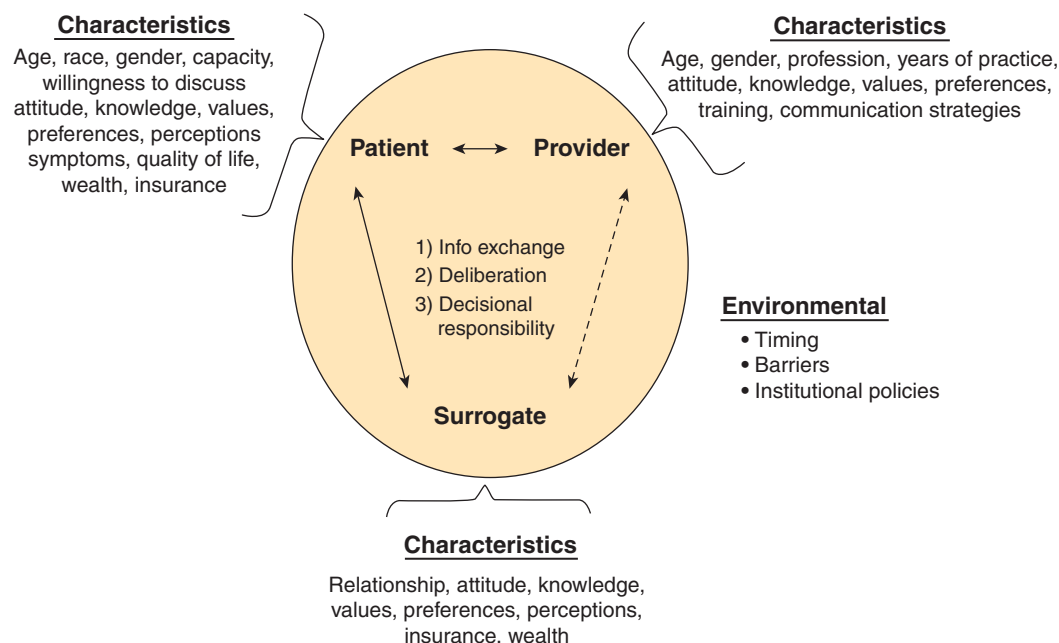 Characteristics
Age, race, gender, capacity,
willingness to discuss
attitude, knowledge, values,
preferences, perceptions
symptoms, quality of life,
wealth, insurance
Characteristics
Age, gender, profession, years of practice,
attitude, knowledge, values, preferences,
training, communication strategies
Patient
Provider
1) Info exchange
2) Deliberation
3) Decisional
responsibility
Surrogate
Environmental
• Timing
• Barriers
• Institutional policies
Characteristics
Relationship, attitude, knowledge,
values, preferences, perceptions,
insurance, wealth